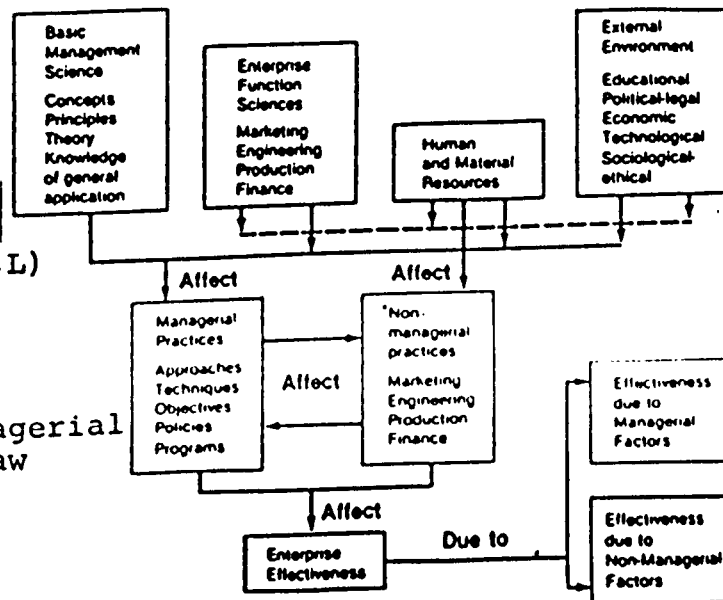 Basic
Management
Science
Concepts
Principles
Theory
Knowledge
of general
application
Enterprise
Function
Sciences
Marketing
Engineering
Production
Finance
Human
and Material
Resources
External
Environment
Educational
Political-legal
Economic
Technological
Sociological-
ethical
L)
Affect
Affect
Managerial
Practices
Approaches
Techniques
Objectives
Policies
Programs
Affect
*Non-
managerial
practices
Marketing
Engineering
Production
Finance
agerial
aw
Affect
Enterprise
Effectiveness
Due to
Effectiveness
due to
Managerial
Factors
Effectiveness
due to
Non-Managerial
Factors